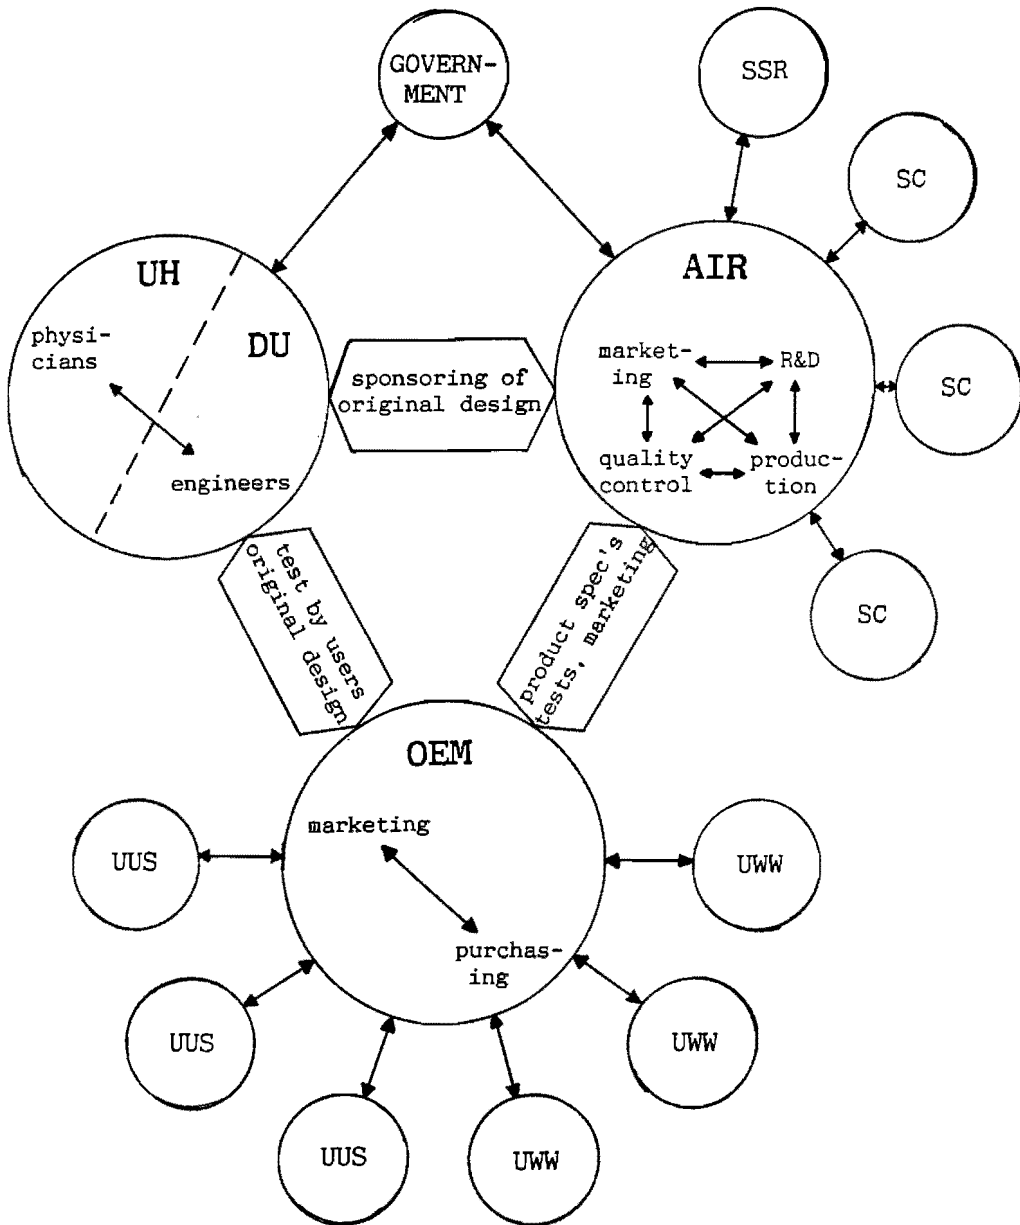 GOVERN-
MENT
SSR
SC
UH
AIR
DU
physi-
cians
engineers
sponsoring of
original design
market-
ing
R&D
quality
control
produc-
tion
SC
SC
test by users
original design
product spec's
tests, marketing
OEM
marketing
purchas-
ing
UUS
UWW
UUS
UWW
UUS
UWW